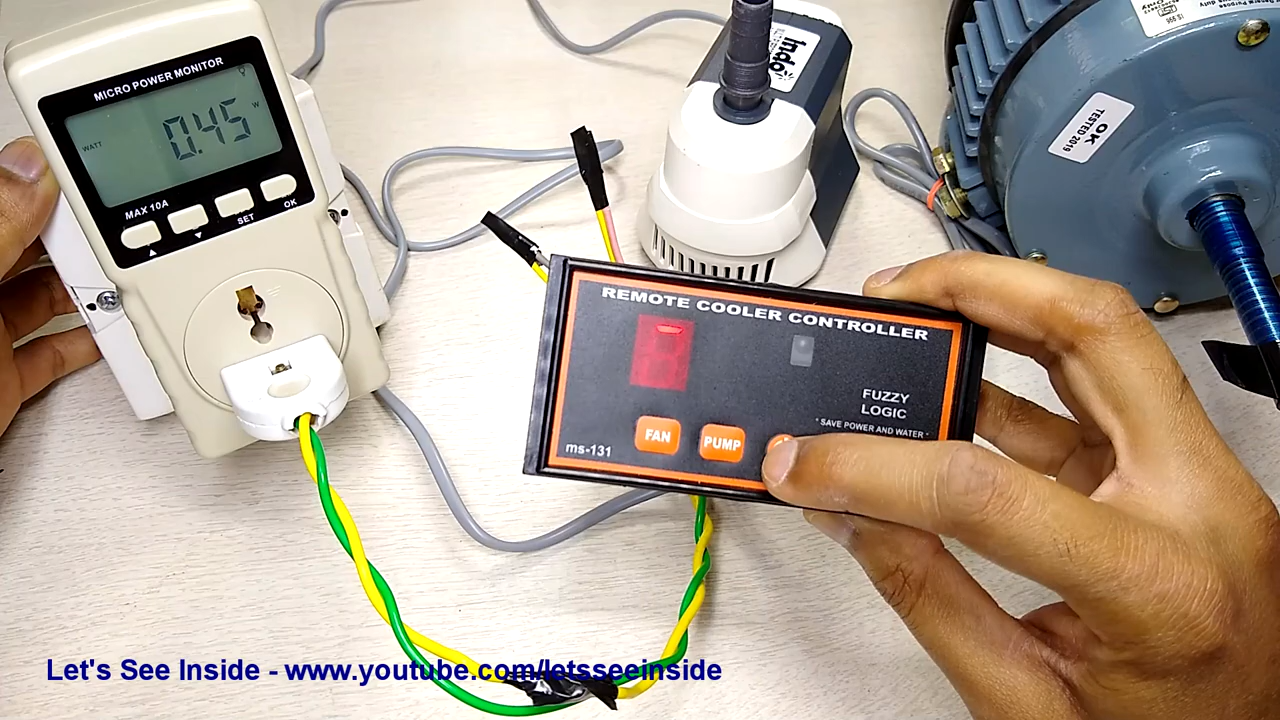 MICRO POWER MONITOR
WATT
0.45
W
MAX 10A
SET
OK
Indo
TESTED 2019
OK
REMOTE COOLER CONTROLLER
FUZZY
LOGIC
* SAVE POWER AND WATER *
FAN
PUMP
ms-131
Let's See Inside - www.youtube.com/letsseeinside